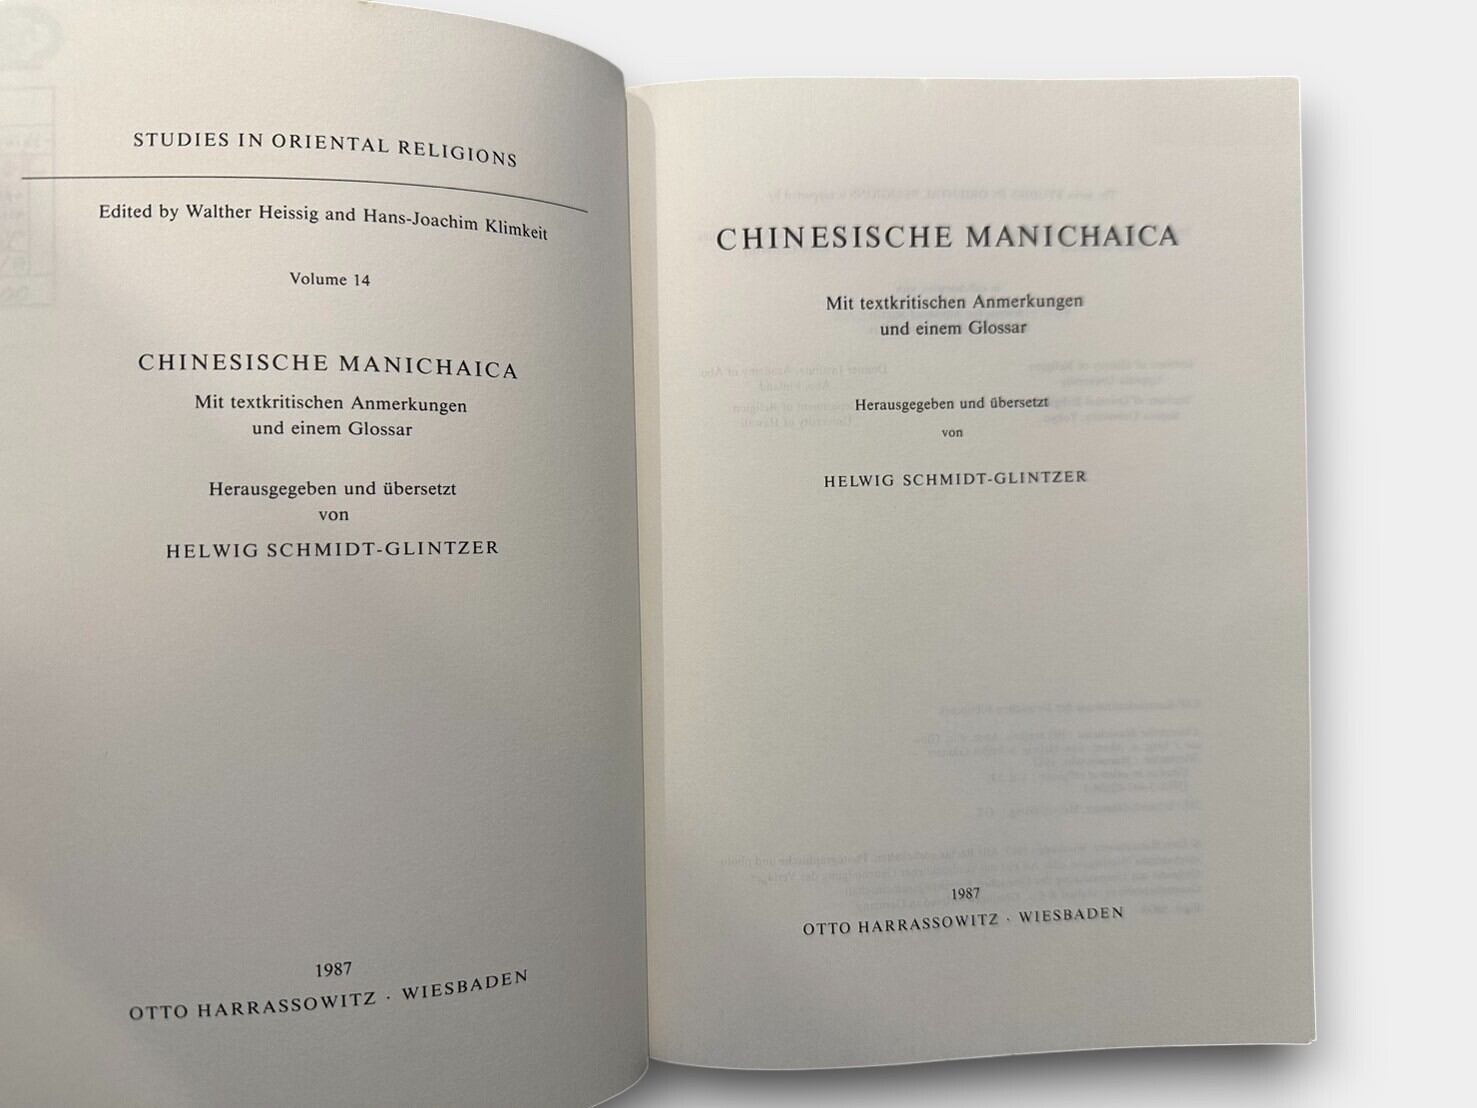 STUDIES IN ORIENTAL RELIGIONS
Edited by Walther Heissig and Hans-Joachim Klimkeit
Volume 14
CHINESISCHE MANICHAICA
Mit textkritischen Anmerkungen
und einem Glossar
Herausgegeben und übersetzt
von
HELWIG SCHMIDT-GLINTZER
1987
OTTO HARRASSOWITZ · WIESBADEN
CHINESISCHE MANICHAICA
Mit textkritischen Anmerkungen
und einem Glossar
Herausgegeben und übersetzt
von
HELWIG SCHMIDT-GLINTZER
1987
OTTO HARRASSOWITZ · WIESBADEN